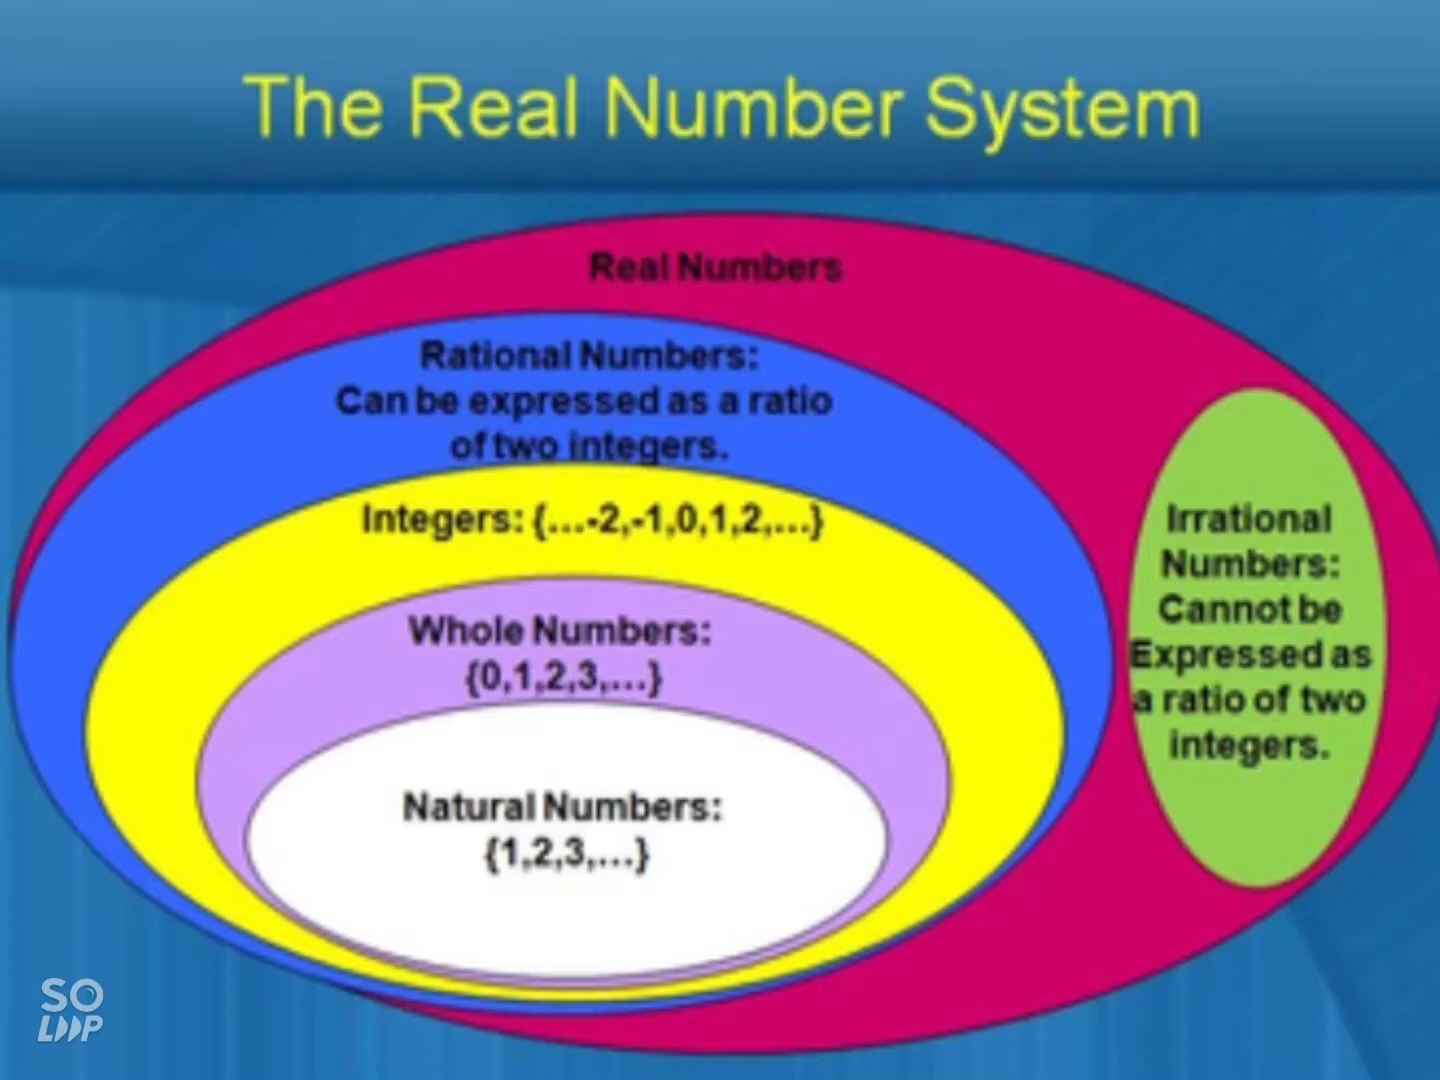 The Real Number System
Real Numbers
Rational Numbers:
Can be expressed as a ratio
of two integers.
Integers: {...-2,-1,0,1,2,...}
Whole Numbers:
{0,1,2,3,...}
Natural Numbers:
{1,2,3,...}
Irrational
Numbers:
Cannot be
Expressed as
a ratio of two
integers.
SO
LOOP